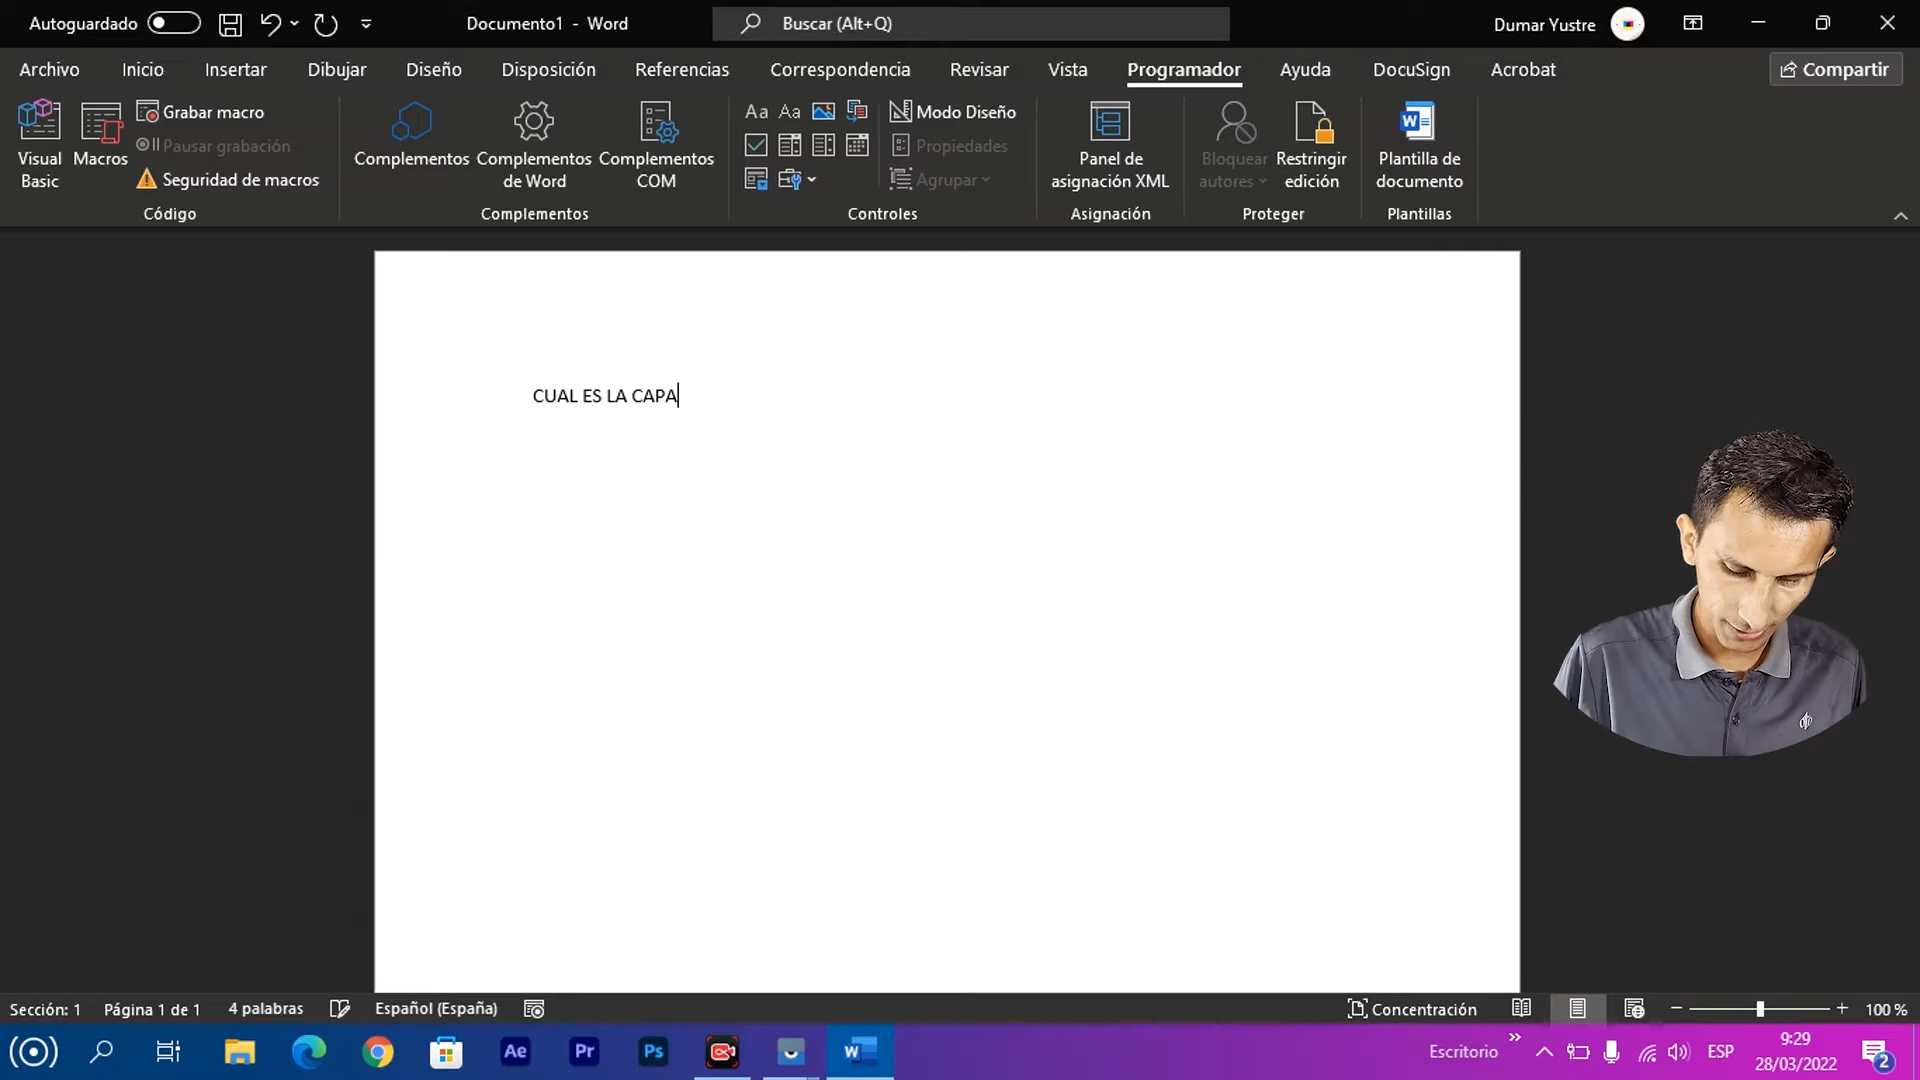 Autoguardado
Documento1 - Word
Buscar (Alt+Q)
Dumar Yustre
Archivo Inicio Insertar Dibujar Diseño Disposición Referencias Correspondencia Revisar Vista Programador Ayuda DocuSign Acrobat
Compartir
Visual Basic
Macros
Grabar macro
Pausar grabación
Seguridad de macros
Código
Complementos
Complementos de Word
Complementos COM
Complementos
Aa Aa
Modo Diseño
Propiedades
Agrupar
Controles
Panel de asignación XML
Asignación
Bloquear autores
Restringir edición
Proteger
Plantilla de documento
Plantillas
CUAL ES LA CAPA
Sección: 1 Página 1 de 1 4 palabras Español (España)
Concentración
100 %
Ae Pr Ps
Escritorio
ESP
9:29
28/03/2022
2